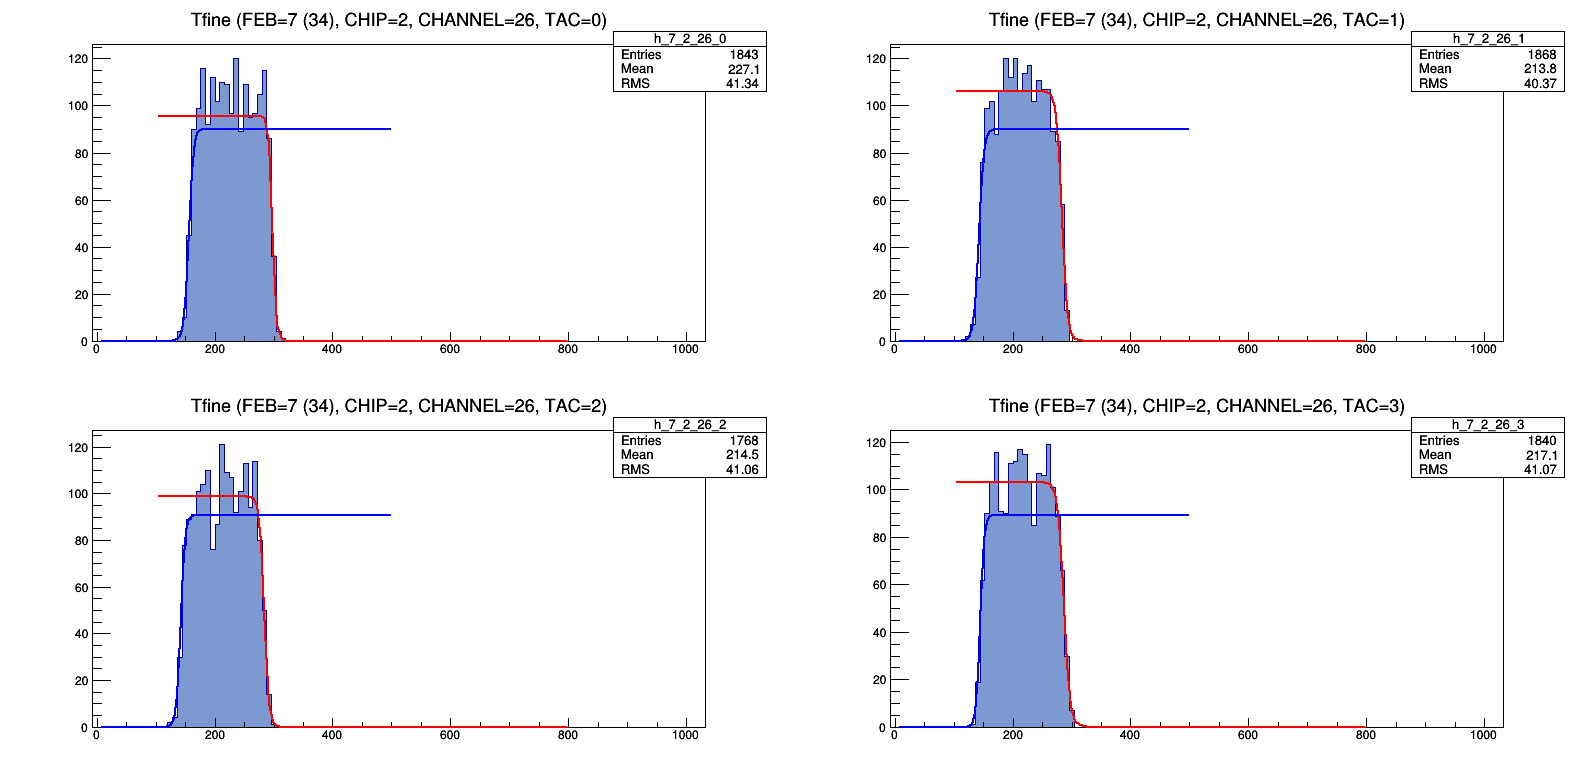 Tfine (FEB=7 (34), CHIP=2, CHANNEL=26, TAC=0)
h_7_2_26_0
Entries 1843
Mean 227.1
RMS 41.34
120
100
80
60
40
20
0
0 200 400 600 800 1000
Tfine (FEB=7 (34), CHIP=2, CHANNEL=26, TAC=1)
h_7_2_26_1
Entries 1868
Mean 213.8
RMS 40.37
120
100
80
60
40
20
0
0 200 400 600 800 1000
Tfine (FEB=7 (34), CHIP=2, CHANNEL=26, TAC=2)
h_7_2_26_2
Entries 1768
Mean 214.5
RMS 41.06
120
100
80
60
40
20
0
0 200 400 600 800 1000
Tfine (FEB=7 (34), CHIP=2, CHANNEL=26, TAC=3)
h_7_2_26_3
Entries 1840
Mean 217.1
RMS 41.07
120
100
80
60
40
20
0
0 200 400 600 800 1000